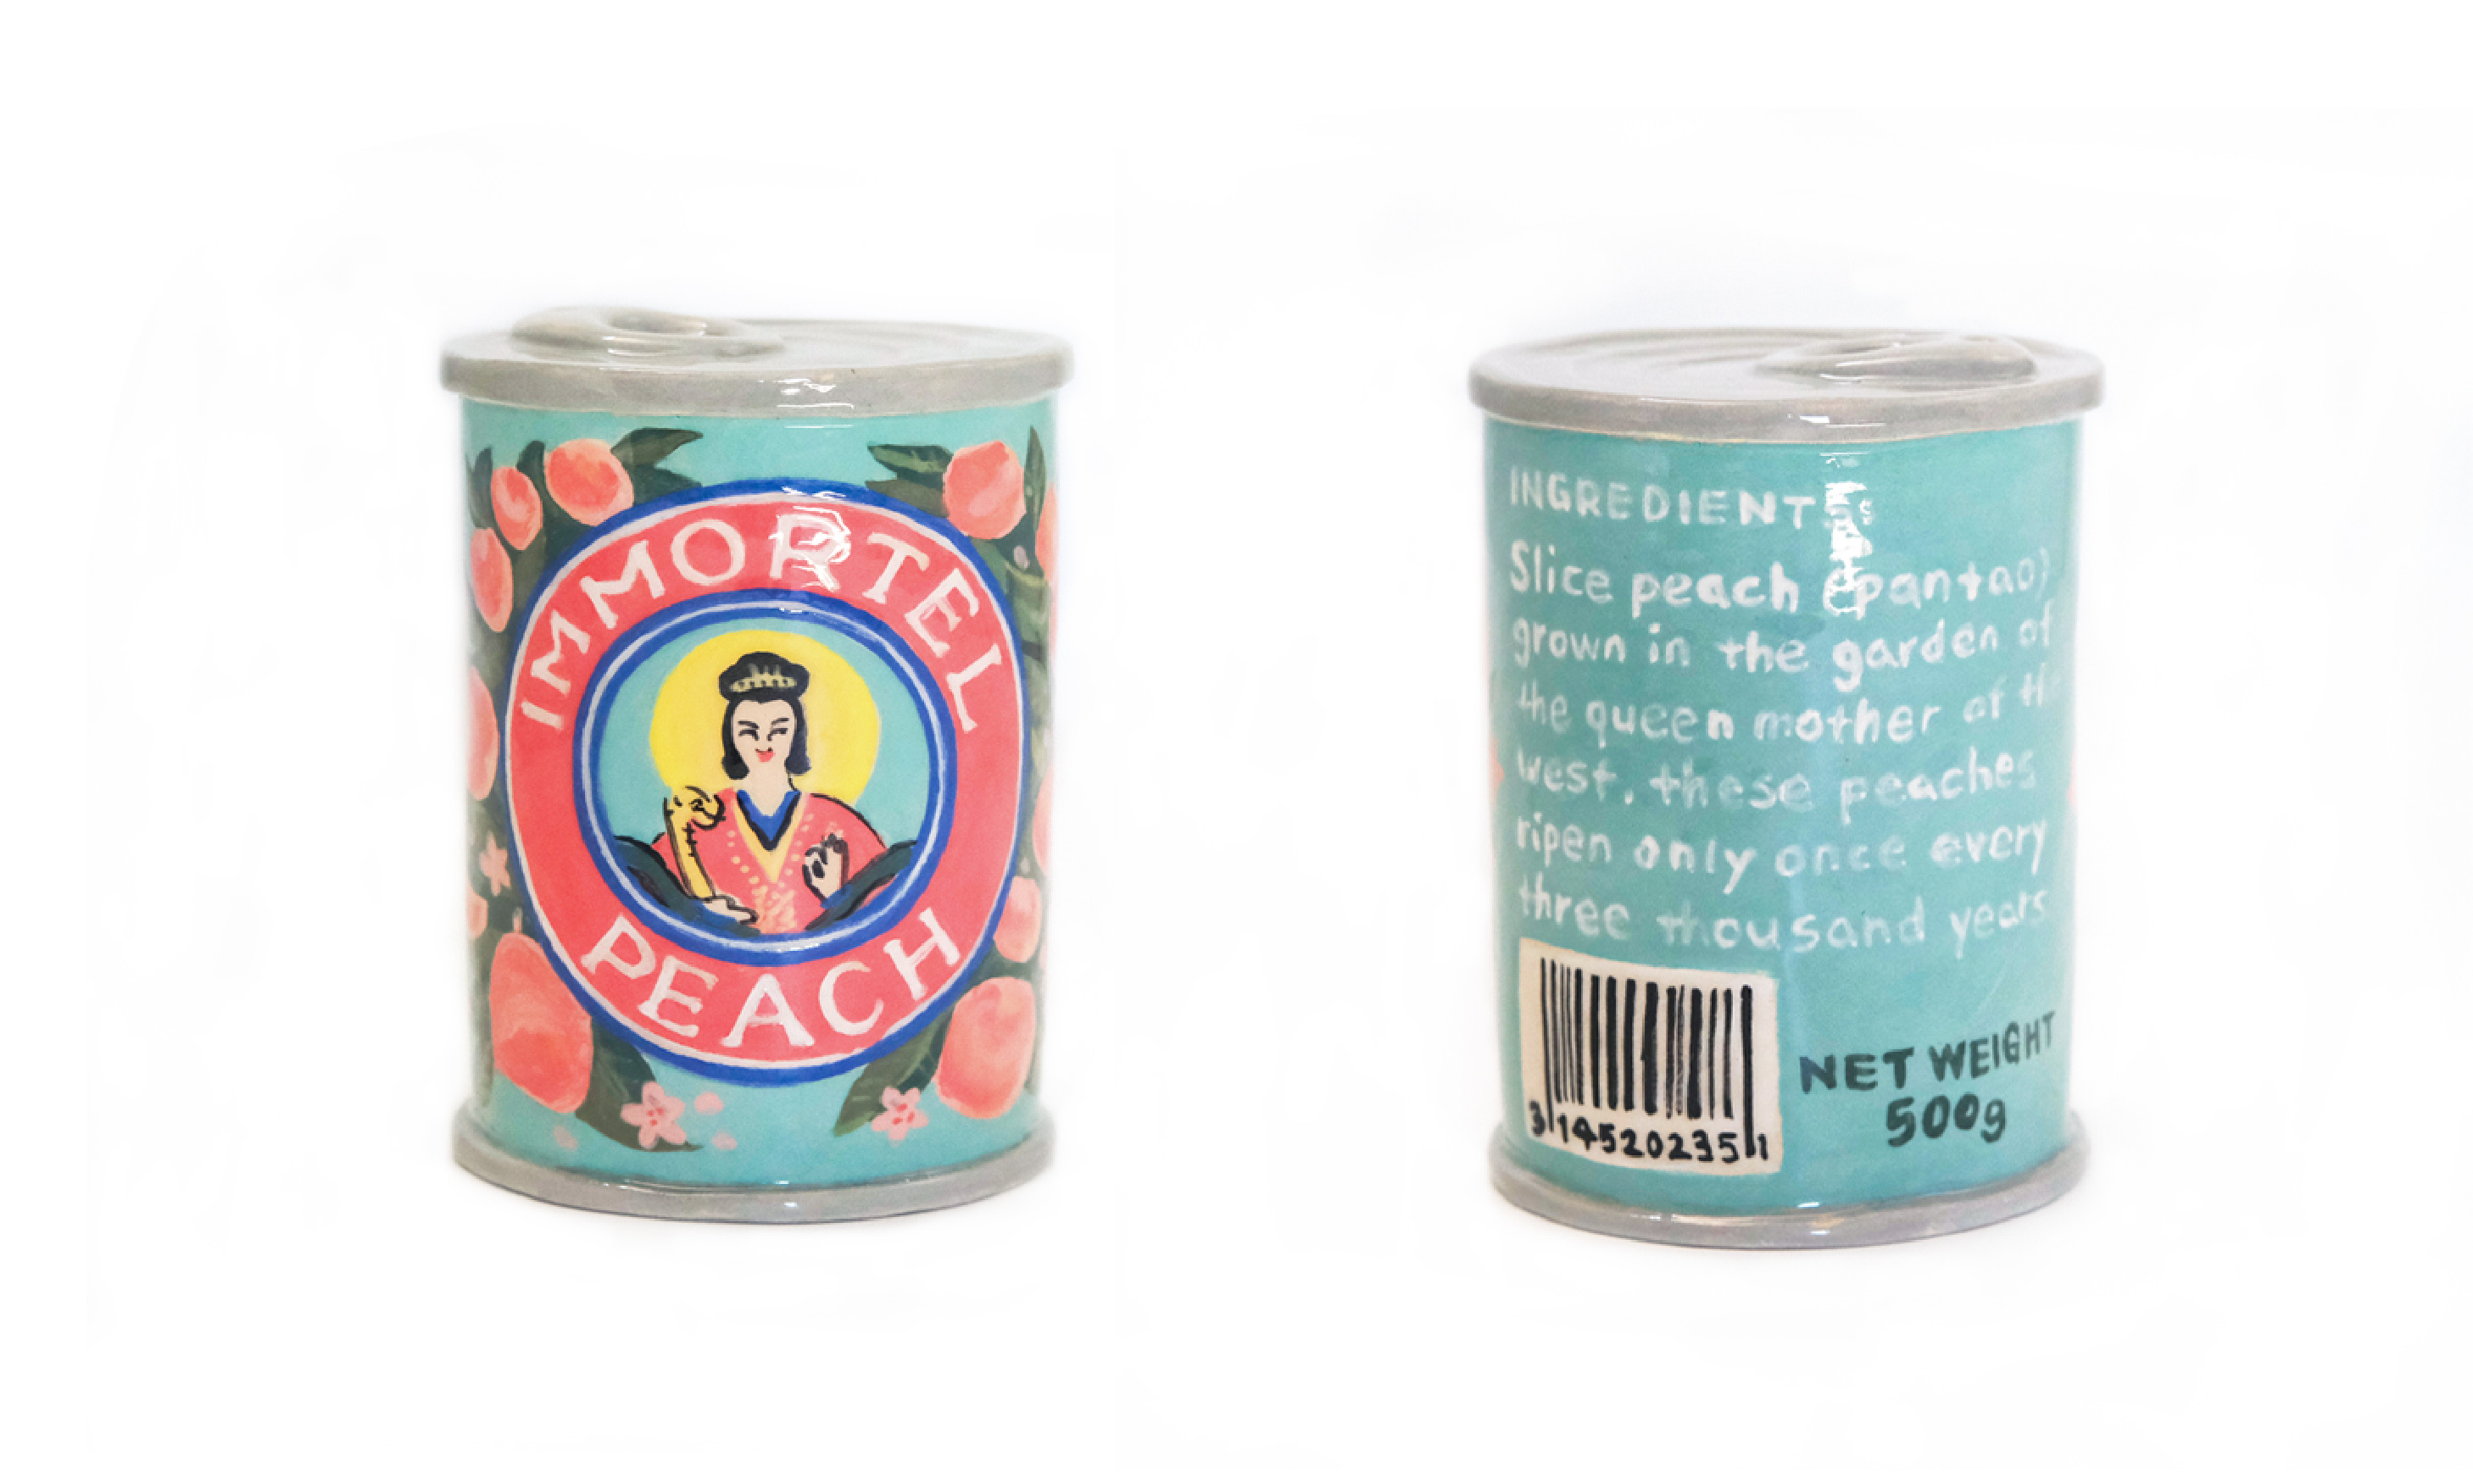 IMMORTEL
PEACH
INGREDIENTS
Slice peach (pantao)
grown in the garden of
the queen mother of the
west. these peaches
ripen only once every
three thousand years
3145202351
NET WEIGHT
500g